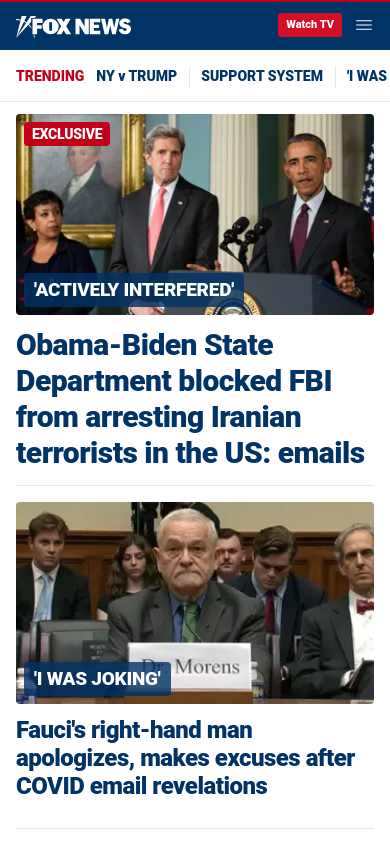 FOX NEWS
Watch TV
TRENDING NY v TRUMP SUPPORT SYSTEM 'I WAS
EXCLUSIVE
'ACTIVELY INTERFERED'
Obama-Biden State
Department blocked FBI
from arresting Iranian
terrorists in the US: emails
Dr. Morens
'I WAS JOKING'
Fauci's right-hand man
apologizes, makes excuses after
COVID email revelations